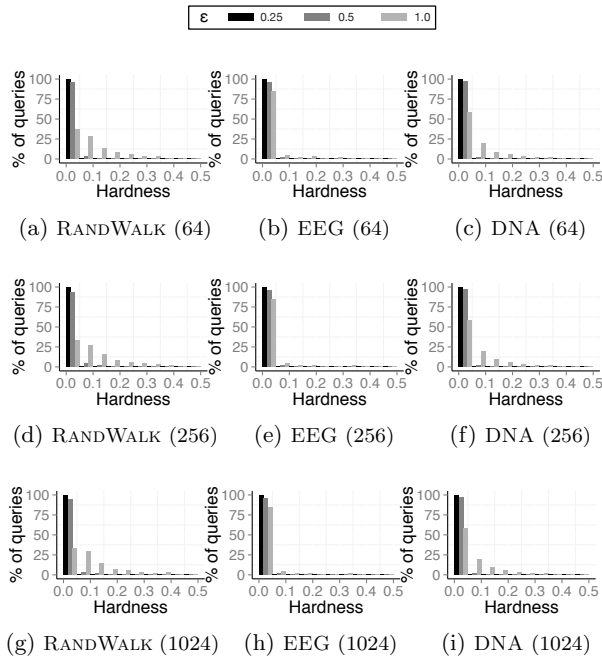 ε 0.25 0.5 1.0
% of queries
100
75
50
25
0
0.0 0.1 0.2 0.3 0.4 0.5
Hardness
(a) RANDWALK (64)
% of queries
100
75
50
25
0
0.0 0.1 0.2 0.3 0.4 0.5
Hardness
(b) EEG (64)
% of queries
100
75
50
25
0
0.0 0.1 0.2 0.3 0.4 0.5
Hardness
(c) DNA (64)
% of queries
100
75
50
25
0
0.0 0.1 0.2 0.3 0.4 0.5
Hardness
(d) RANDWALK (256)
% of queries
100
75
50
25
0
0.0 0.1 0.2 0.3 0.4 0.5
Hardness
(e) EEG (256)
% of queries
100
75
50
25
0
0.0 0.1 0.2 0.3 0.4 0.5
Hardness
(f) DNA (256)
% of queries
100
75
50
25
0
0.0 0.1 0.2 0.3 0.4 0.5
Hardness
(g) RANDWALK (1024)
% of queries
100
75
50
25
0
0.0 0.1 0.2 0.3 0.4 0.5
Hardness
(h) EEG (1024)
% of queries
100
75
50
25
0
0.0 0.1 0.2 0.3 0.4 0.5
Hardness
(i) DNA (1024)